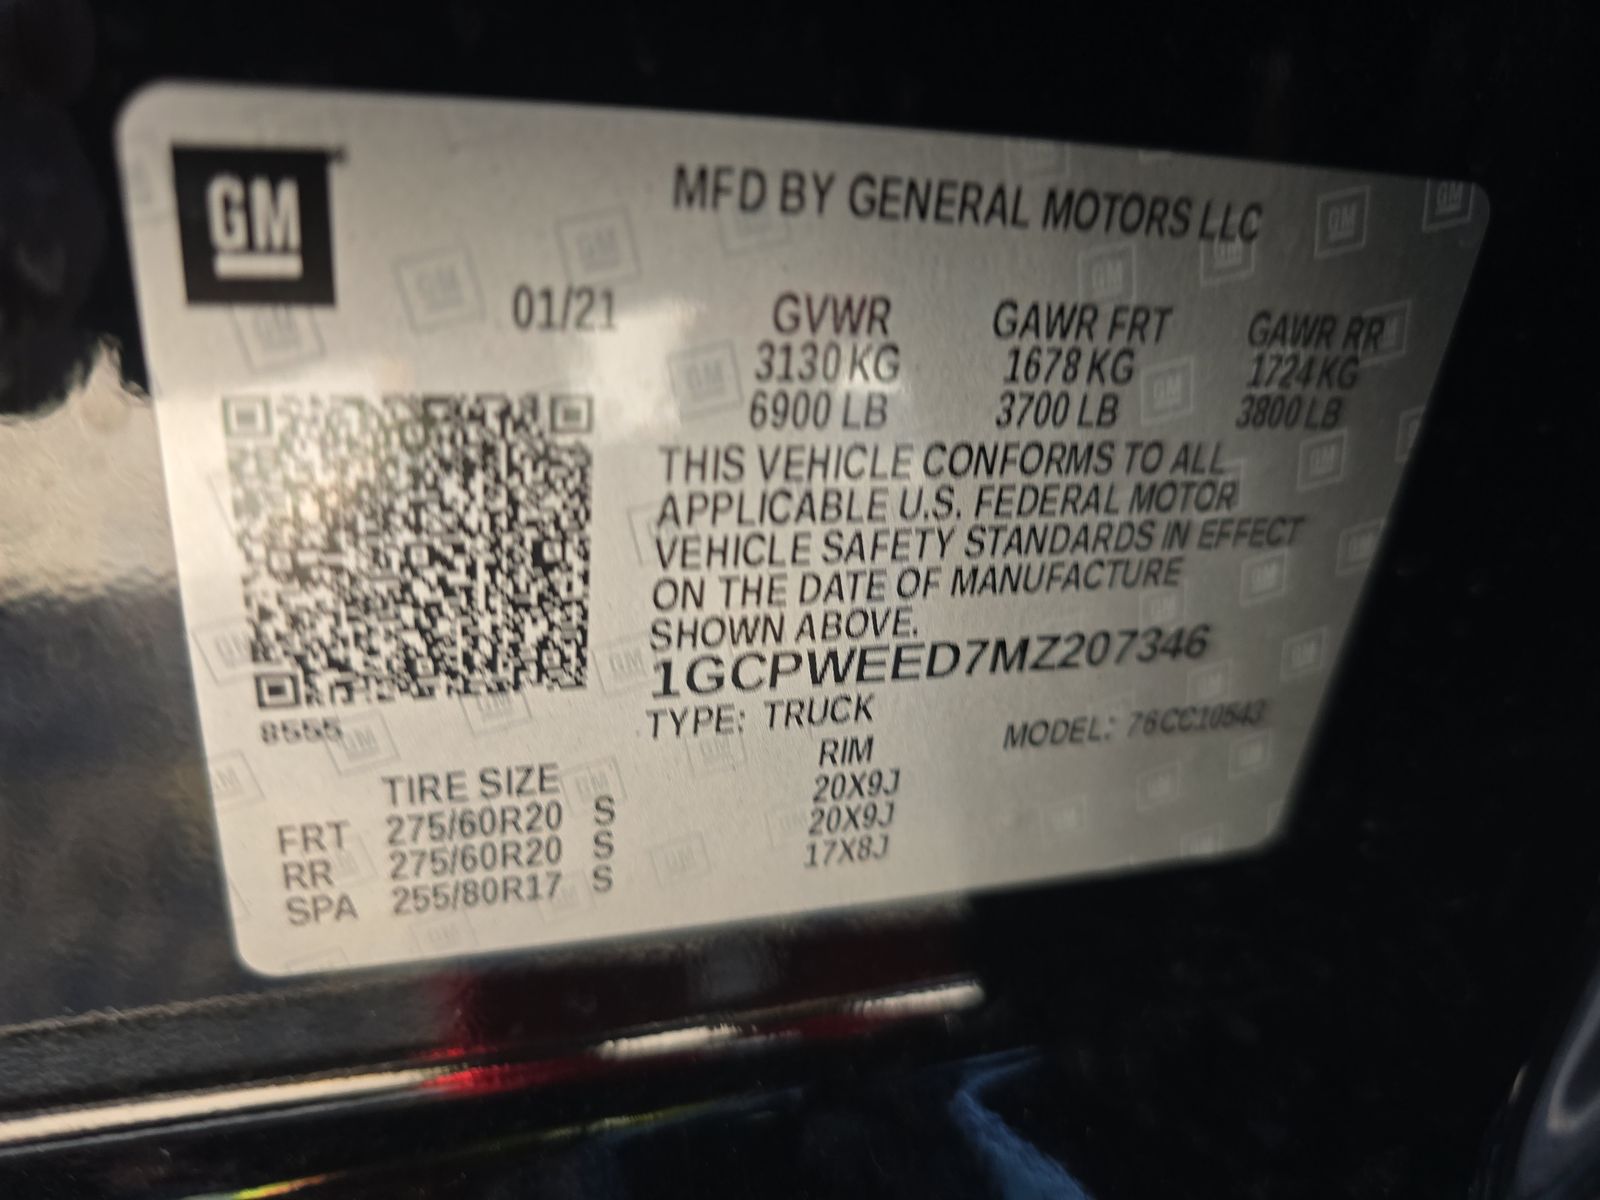 GM
MFD BY GENERAL MOTORS LLC
01/21 GVWR GAWR FRT GAWR RR
3130 KG 1678 KG 1724 KG
6900 LB 3700 LB 3800 LB
THIS VEHICLE CONFORMS TO ALL
APPLICABLE U.S. FEDERAL MOTOR
VEHICLE SAFETY STANDARDS IN EFFECT
ON THE DATE OF MANUFACTURE
SHOWN ABOVE.
1GCPWEED7MZ207346
8555
TYPE: TRUCK MODEL: 76CC10543
TIRE SIZE RIM
FRT 275/60R20 S 20X9J
RR 275/60R20 S 20X9J
SPA 255/80R17 S 17X8J